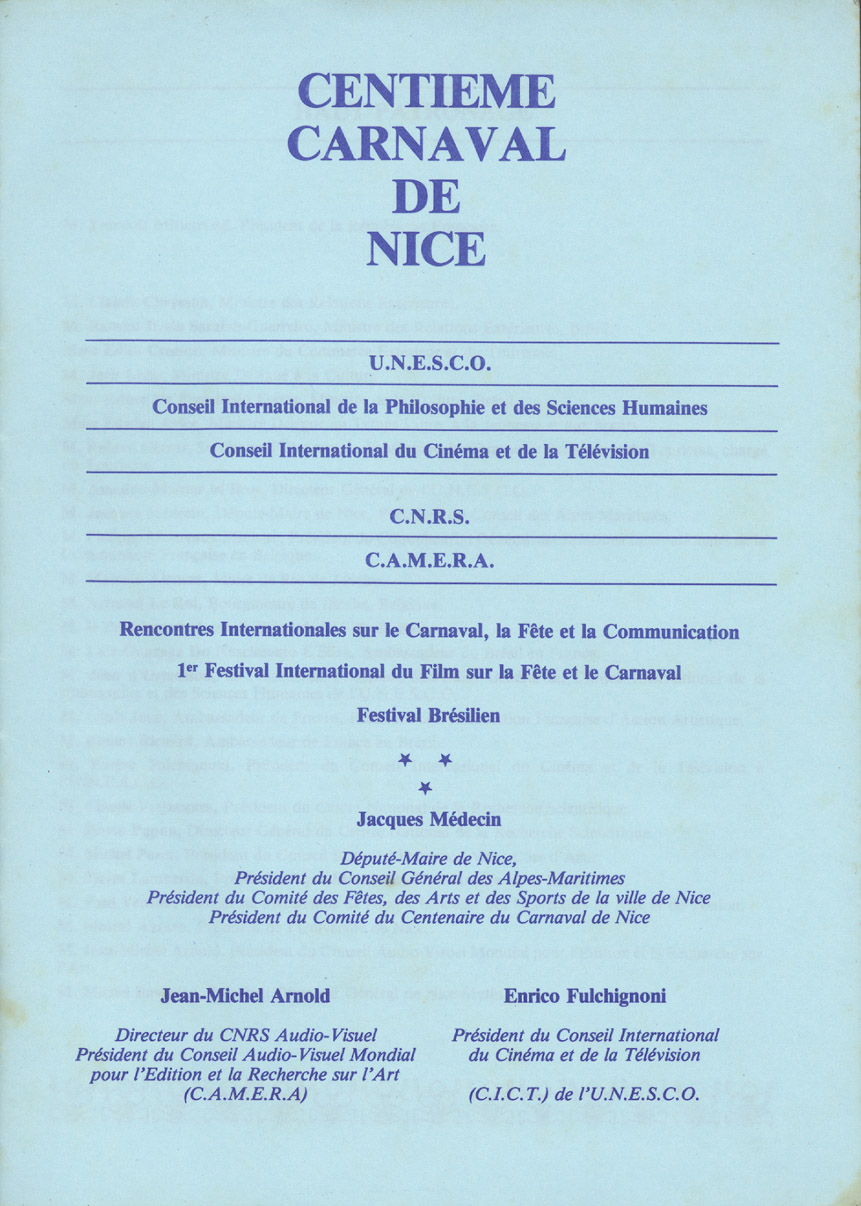 CENTIEME
CARNAVAL
DE
NICE
U.N.E.S.C.O.
Conseil International de la Philosophie et des Sciences Humaines
Conseil International du Cinéma et de la Télévision
C.N.R.S.
C.A.M.E.R.A.
Rencontres Internationales sur le Carnaval, la Fête et la Communication
1er Festival International du Film sur la Fête et le Carnaval
Festival Brésilien
Jacques Médecin
Député-Maire de Nice,
Président du Conseil Général des Alpes-Maritimes
Président du Comité des Fêtes, des Arts et des Sports de la ville de Nice
Président du Comité du Centenaire du Carnaval de Nice
Jean-Michel Arnold
Directeur du CNRS Audio-Visuel
Président du Conseil Audio-Visuel Mondial
pour l'Edition et la Recherche sur l'Art
(C.A.M.E.R.A)
Enrico Fulchignoni
Président du Conseil International
du Cinéma et de la Télévision
(C.I.C.T.) de l'U.N.E.S.C.O.